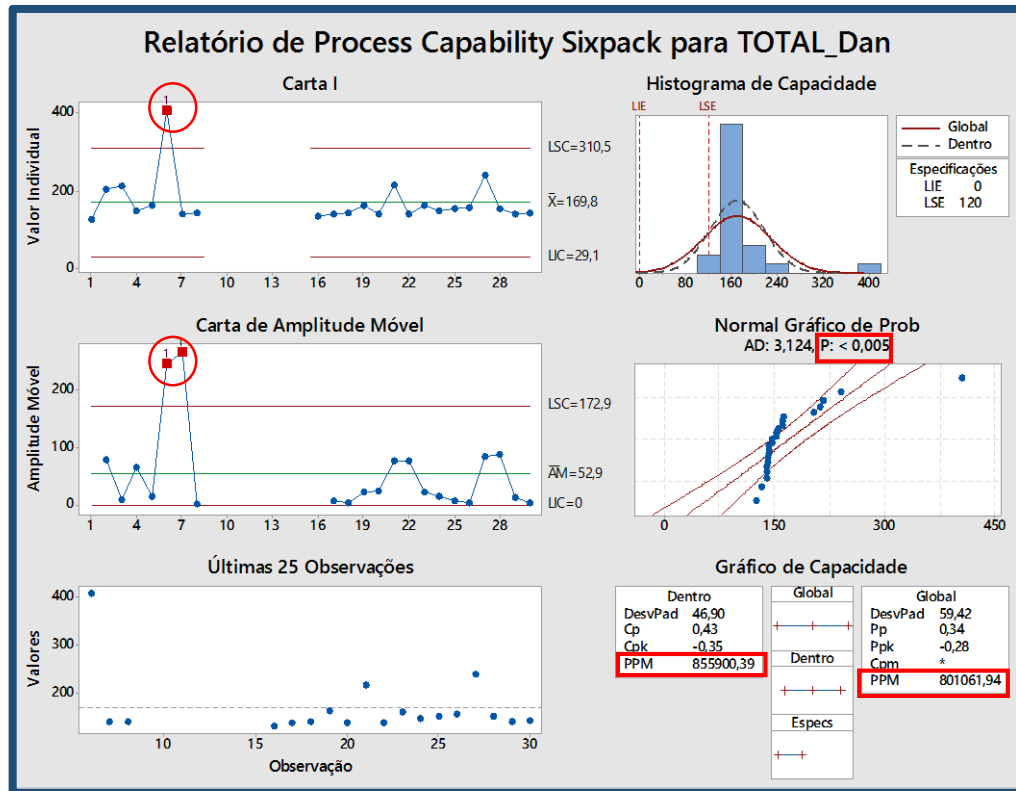 Relatório de Process Capability Sixpack para TOTAL_Dan
Carta I
Valor Individual
400
200
0
1
LSC=310,5
X̄=169,8
LIC=29,1
1 4 7 10 13 16 19 22 25 28
Histograma de Capacidade
LIE LSE
Global
Dentro
Especificações
LIE 0
LSE 120
0 80 160 240 320 400
Carta de Amplitude Móvel
Amplitude Móvel
200
100
0
1
LSC=172,9
A̅M̅=52,9
LIC=0
1 4 7 10 13 16 19 22 25 28
Normal Gráfico de Prob
AD: 3,124, P: < 0,005
0 150 300 450
Últimas 25 Observações
Valores
400
300
200
10 15 20 25 30
Observação
Gráfico de Capacidade
Dentro
DesvPad 46,90
Cp 0,43
Cpk -0,35
PPM 855900,39
Global
Dentro
Especs
Global
DesvPad 59,42
Pp 0,34
Ppk -0,28
Cpm *
PPM 801061,94